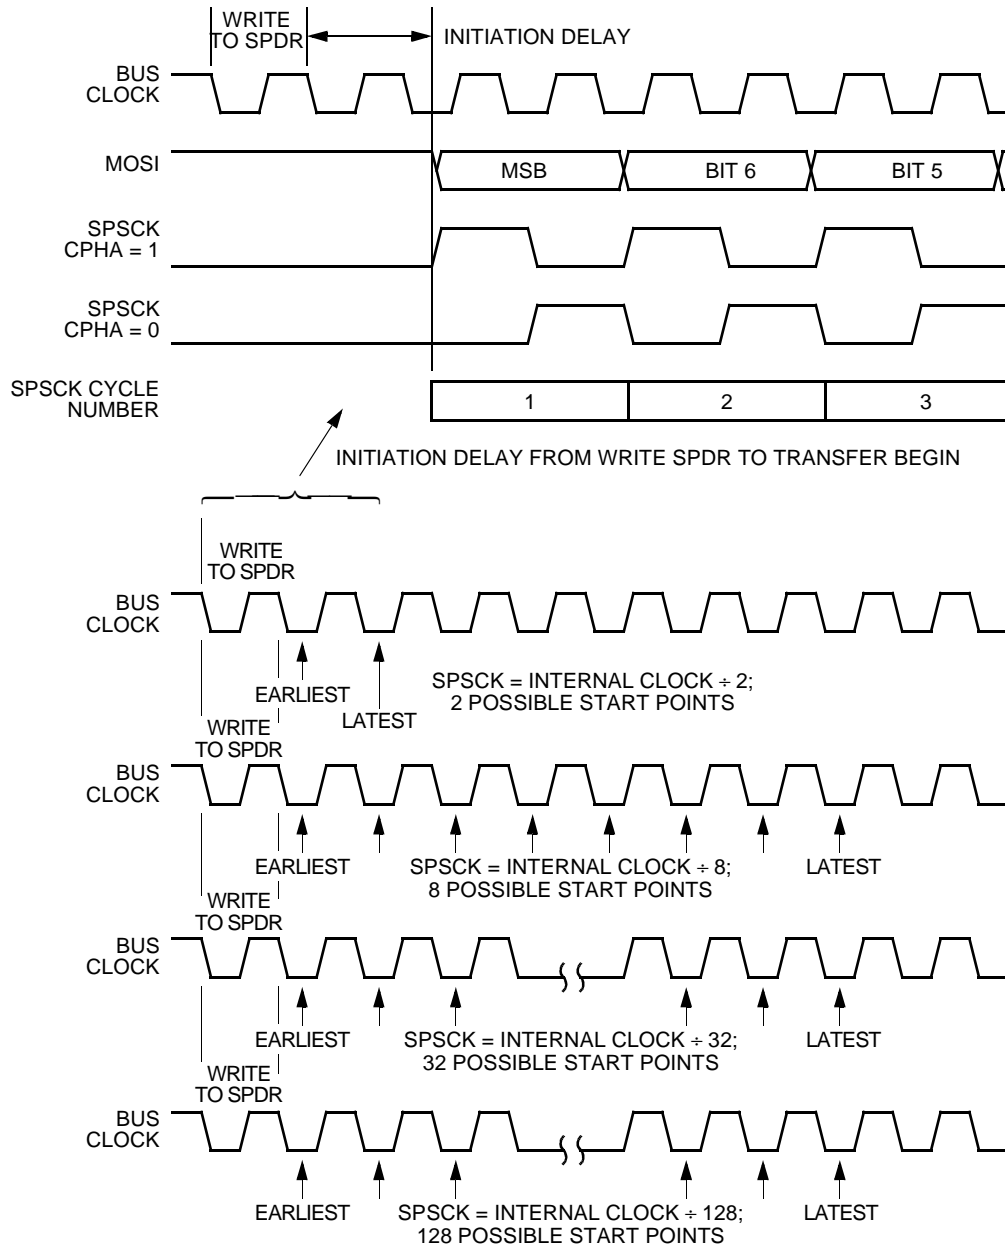 WRITE
TO SPDR
INITIATION DELAY
BUS
CLOCK
MOSI
MSB
BIT 6
BIT 5
SPSCK
CPHA = 1
SPSCK
CPHA = 0
SPSCK CYCLE
NUMBER
1
2
3
INITIATION DELAY FROM WRITE SPDR TO TRANSFER BEGIN
WRITE
TO SPDR
BUS
CLOCK
EARLIEST
LATEST
SPSCK = INTERNAL CLOCK ÷ 2;
2 POSSIBLE START POINTS
WRITE
TO SPDR
BUS
CLOCK
EARLIEST
SPSCK = INTERNAL CLOCK ÷ 8;
8 POSSIBLE START POINTS
LATEST
WRITE
TO SPDR
BUS
CLOCK
EARLIEST
SPSCK = INTERNAL CLOCK ÷ 32;
32 POSSIBLE START POINTS
LATEST
WRITE
TO SPDR
BUS
CLOCK
EARLIEST
SPSCK = INTERNAL CLOCK ÷ 128;
128 POSSIBLE START POINTS
LATEST